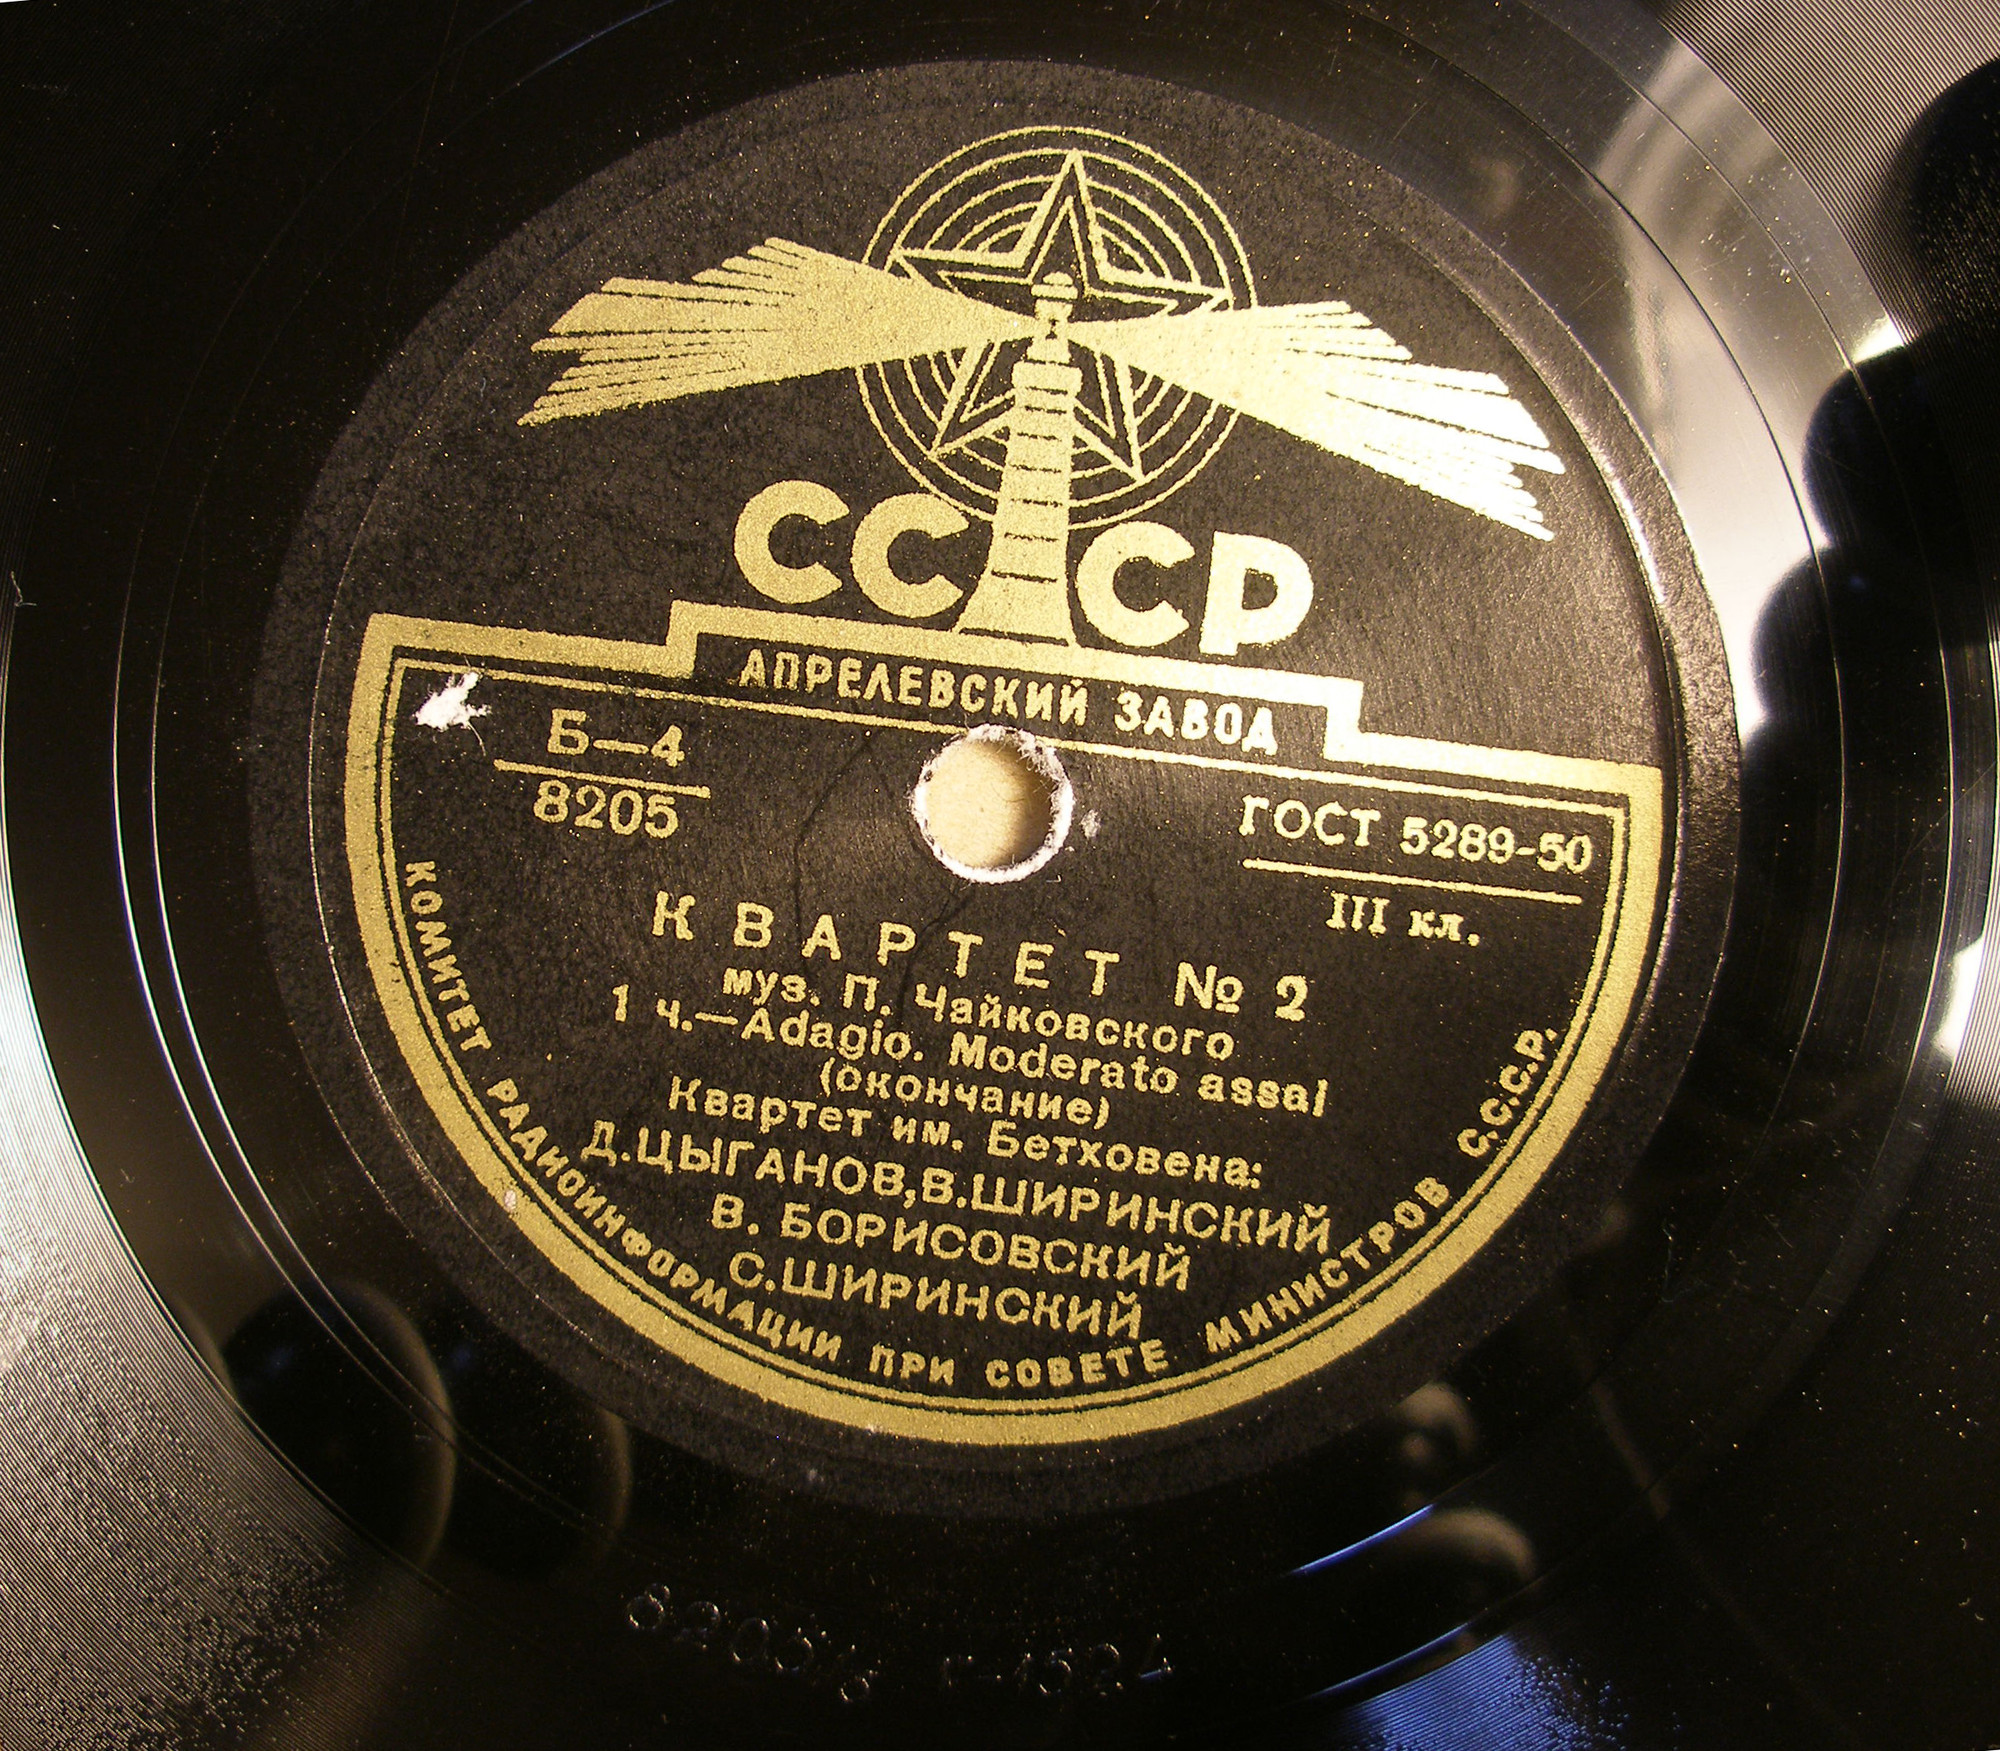 СССР
АПРЕЛЕВСКИЙ ЗАВОД
Б—4
8205
ГОСТ 5289-50
III кл.
КВАРТЕТ № 2
муз. П. Чайковского
1 ч.—Adagio. Moderato assai
(окончание)
Квартет им. Бетховена:
Д.ЦЫГАНОВ,В.ШИРИНСКИЙ
В. БОРИСОВСКИЙ
С.ШИРИНСКИЙ
КОМИТЕТ РАДИОИНФОРМАЦИИ ПРИ СОВЕТЕ МИНИСТРОВ С.С.С.Р.